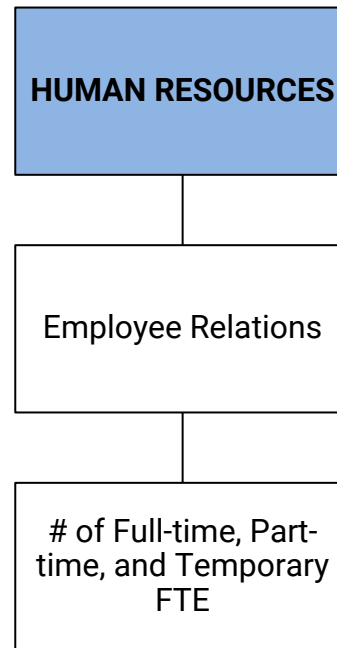 HUMAN RESOURCES
Employee Relations
# of Full-time, Part-
time, and Temporary
FTE